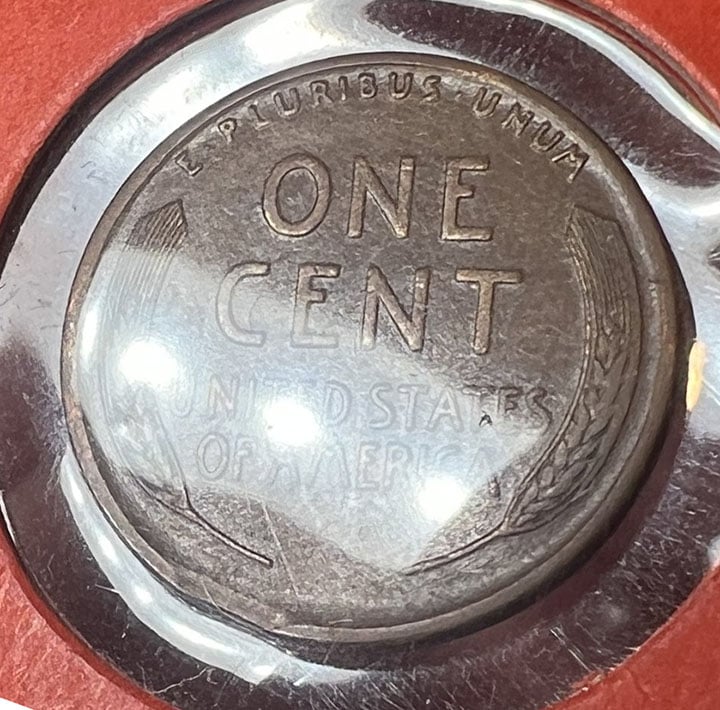 E·PLURIBUS·UNUM
ONE
CENT
UNITED STATES
OF AMERICA